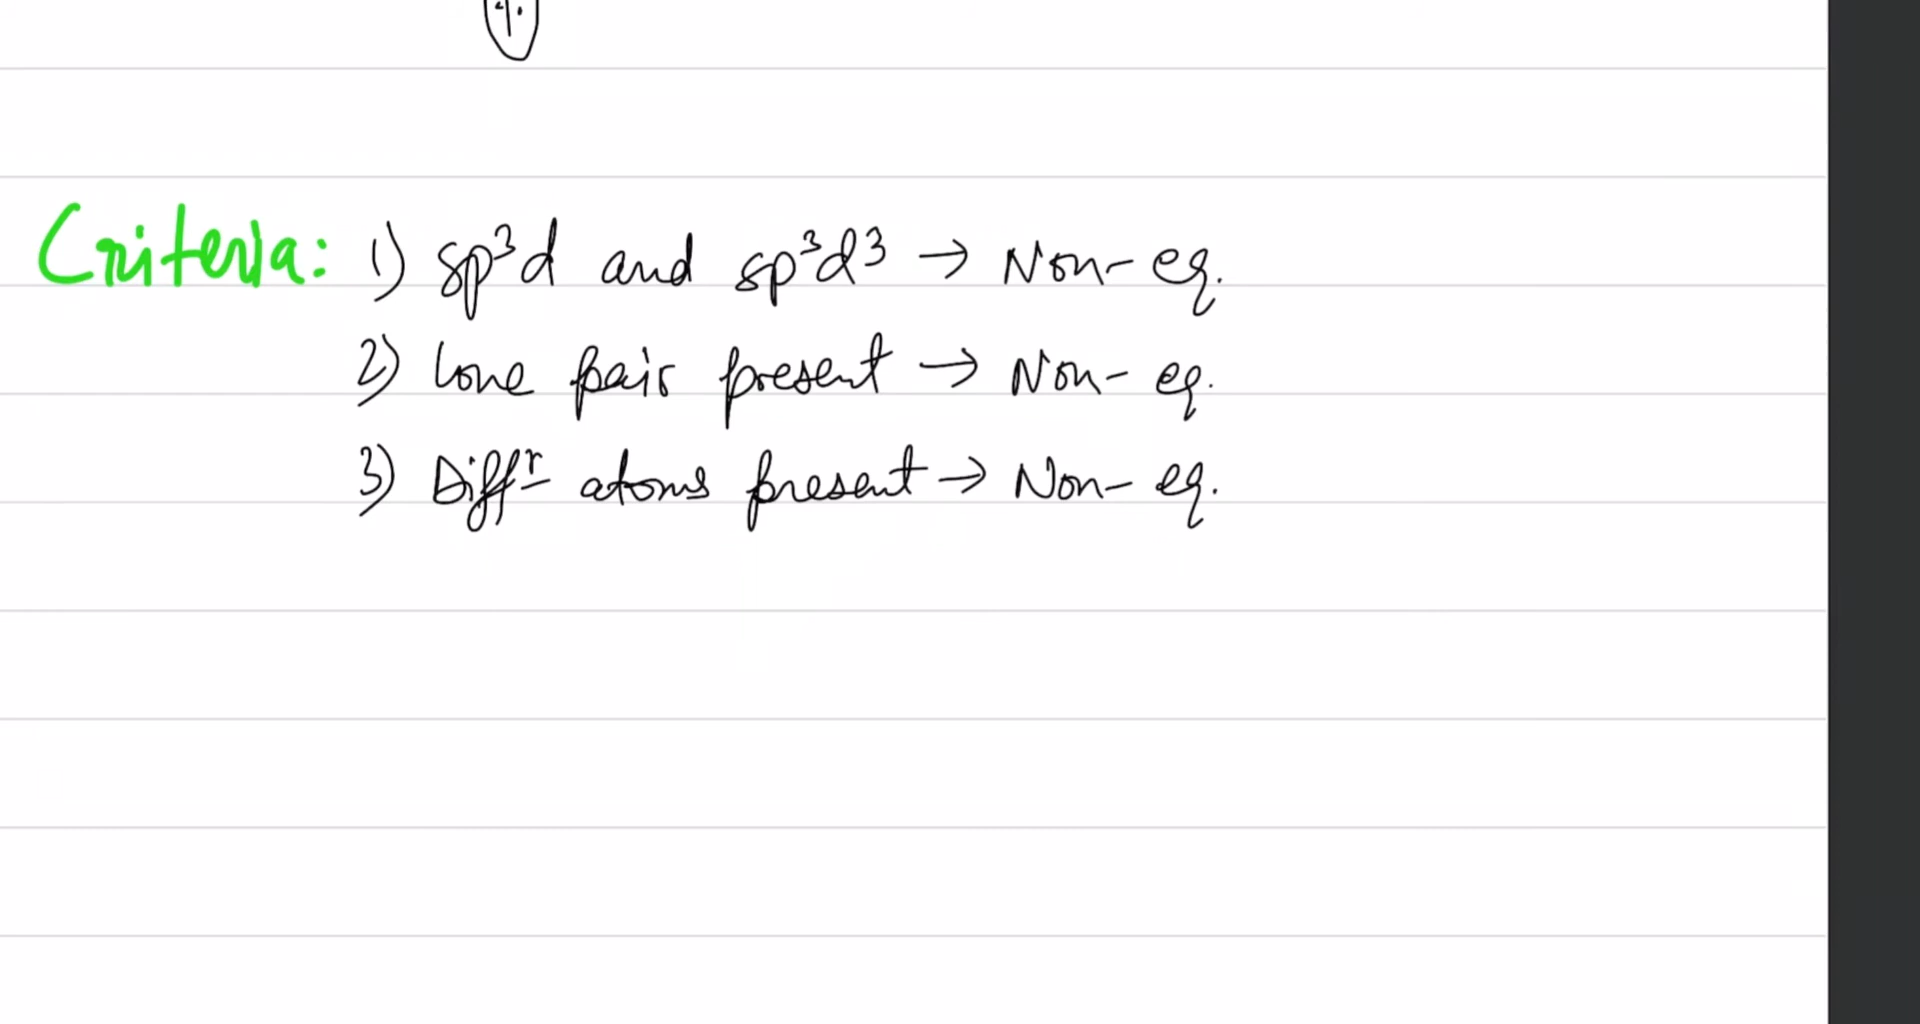 q.
Criteria: 1) sp³d and sp³d³ → Non-eq.
2) lone pair present → Non-eq.
3) Diffʳ atoms present → Non-eq.